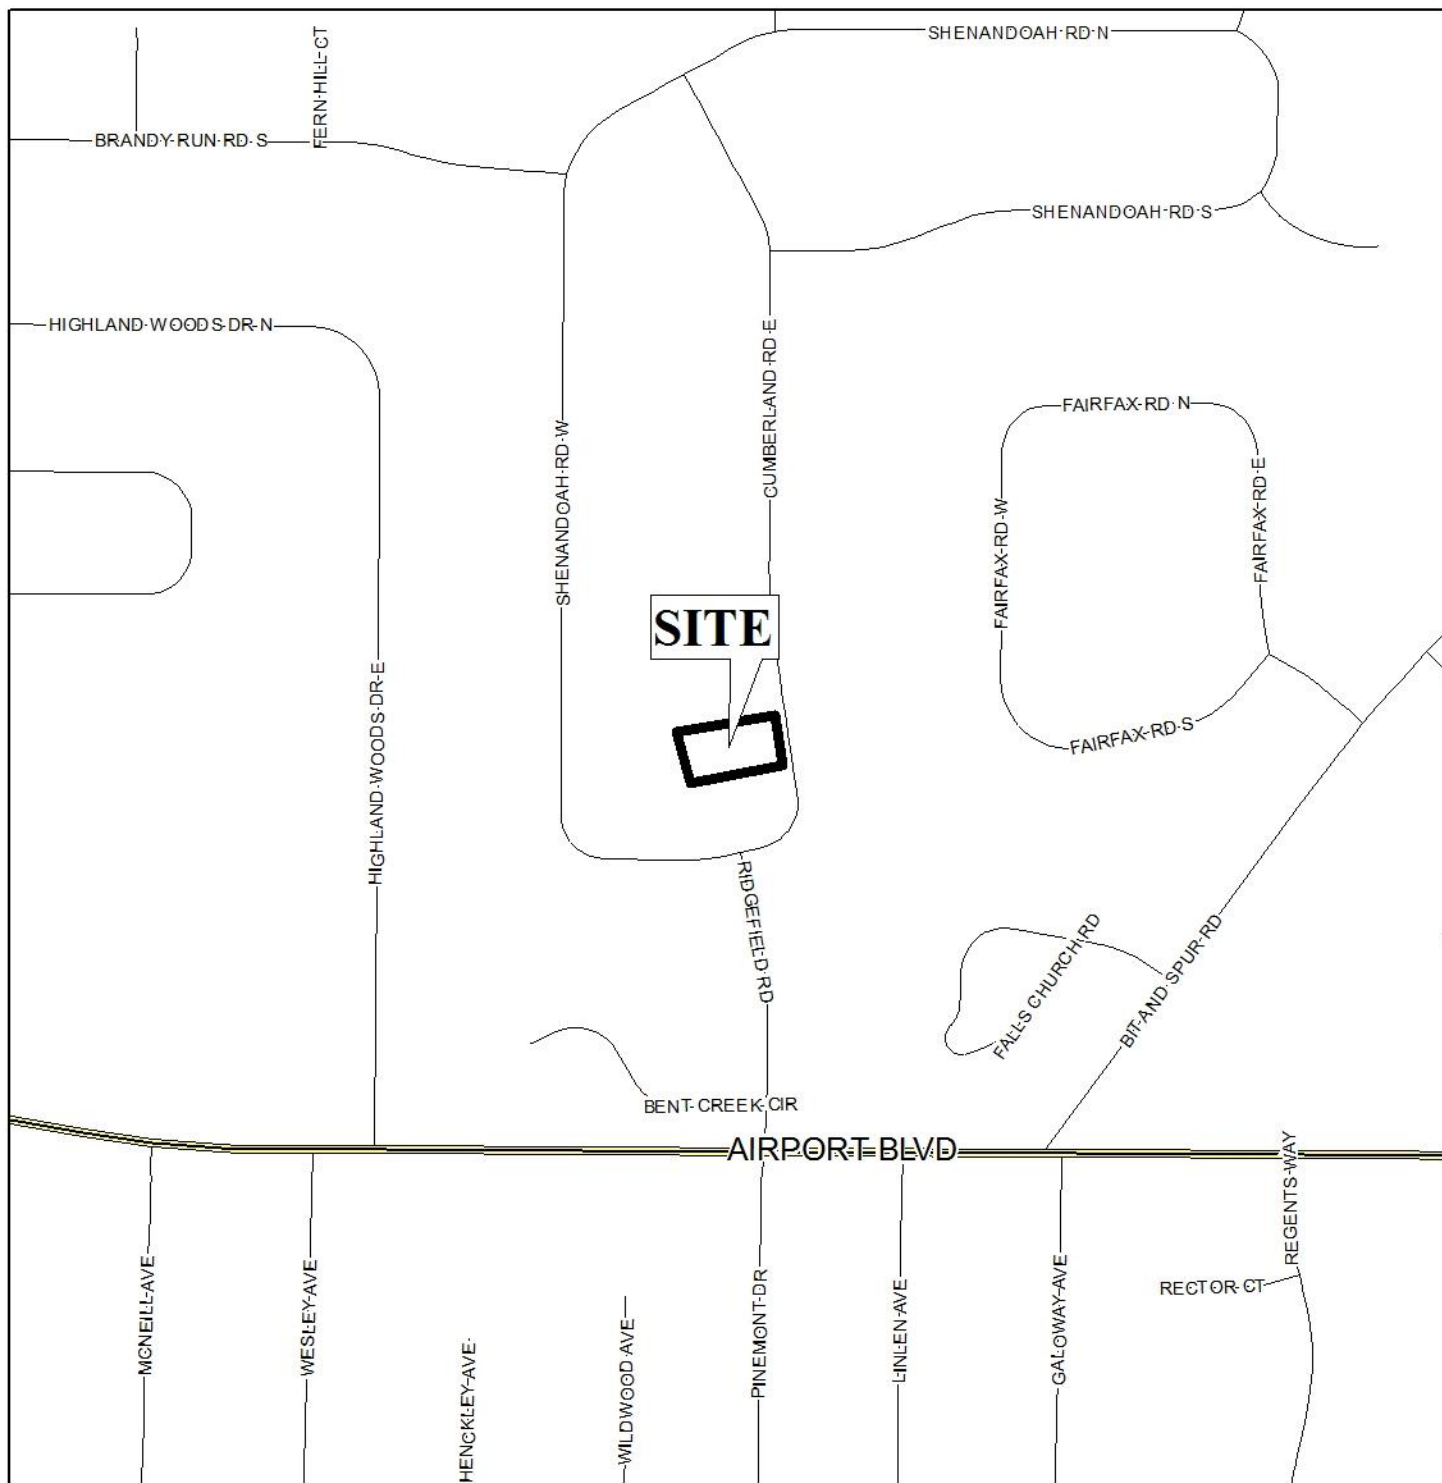 SHENANDOAH RD N
FERN HILL CT
BRANDY RUN RD S
SHENANDOAH RD S
HIGHLAND WOODS DR N
CUMBERLAND RD E
FAIRFAX RD N
SHENANDOAH RD W
FAIRFAX RD W
FAIRFAX RD E
SITE
HIGHLAND WOODS DR E
FAIRFAX RD S
RIDGEFIELD RD
FALLS CHURCH RD
BIT AND SPUR RD
BENT CREEK CIR
AIRPORT BLVD
REGENTS WAY
MCNEILL AVE
WESLEY AVE
HENCKLEY AVE
WILDWOOD AVE
PINEMONT DR
LINLEN AVE
GALOWAY AVE
RECTOR CT